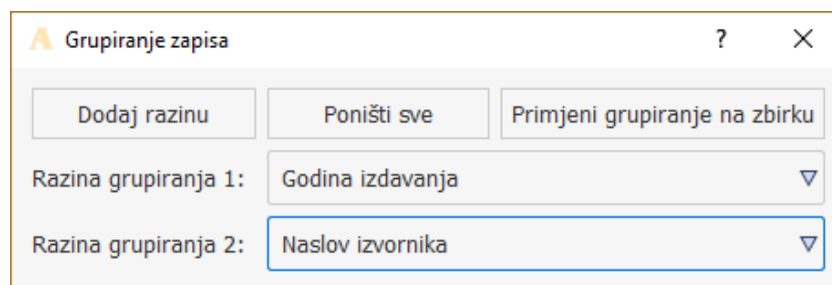 A Grupiranje zapisa ?
Dodaj razinu Poništi sve Primjeni grupiranje na zbirku
Razina grupiranja 1: Godina izdavanja
Razina grupiranja 2: Naslov izvornika